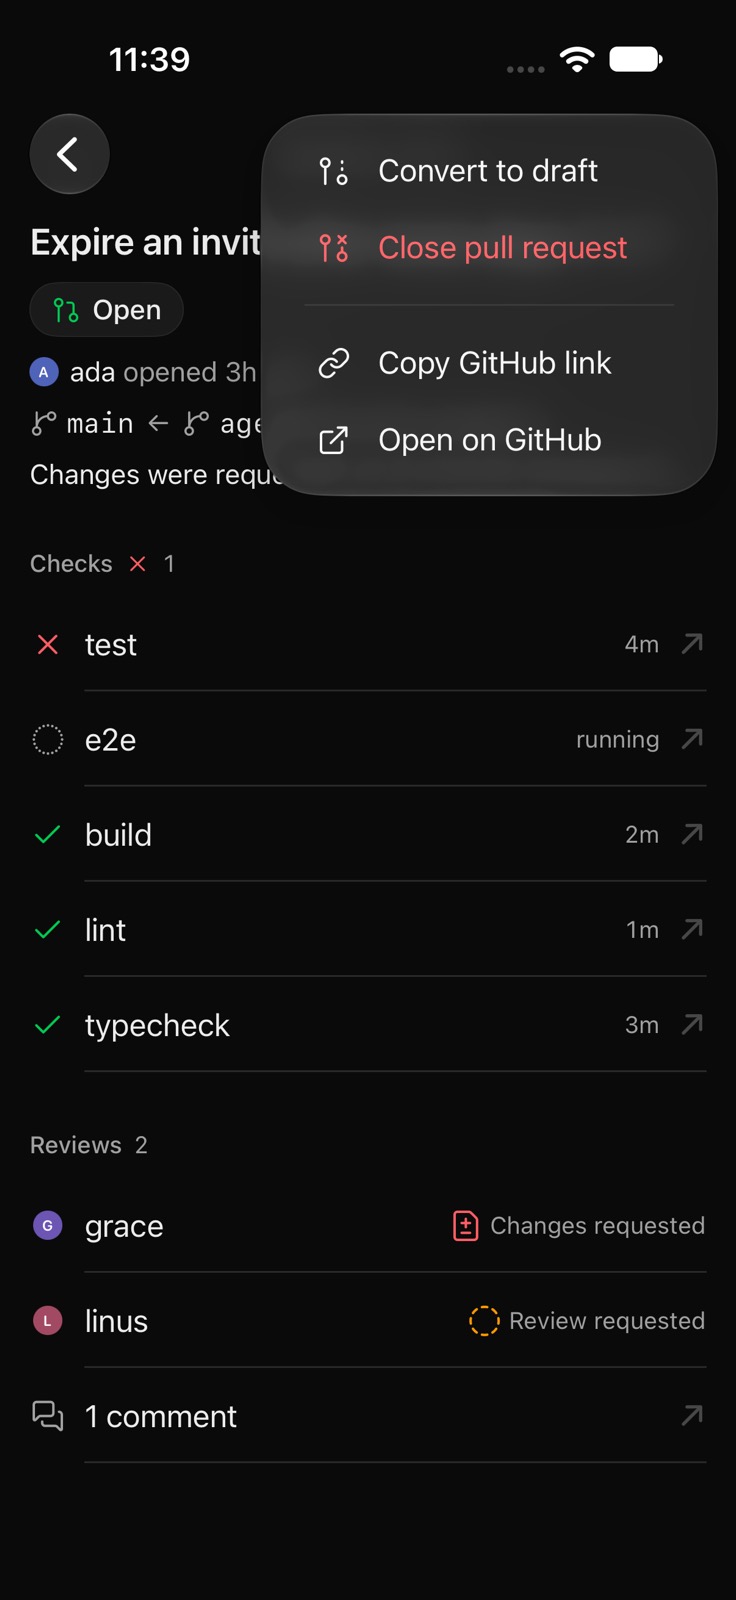 11:39
Convert to draft
Close pull request
Expire an invit
Open
Copy GitHub link
A ada opened 3h
main ← age
Open on GitHub
Changes were reque
Checks 1
test 4m
e2e running
build 2m
lint 1m
typecheck 3m
Reviews 2
G grace Changes requested
L linus Review requested
1 comment